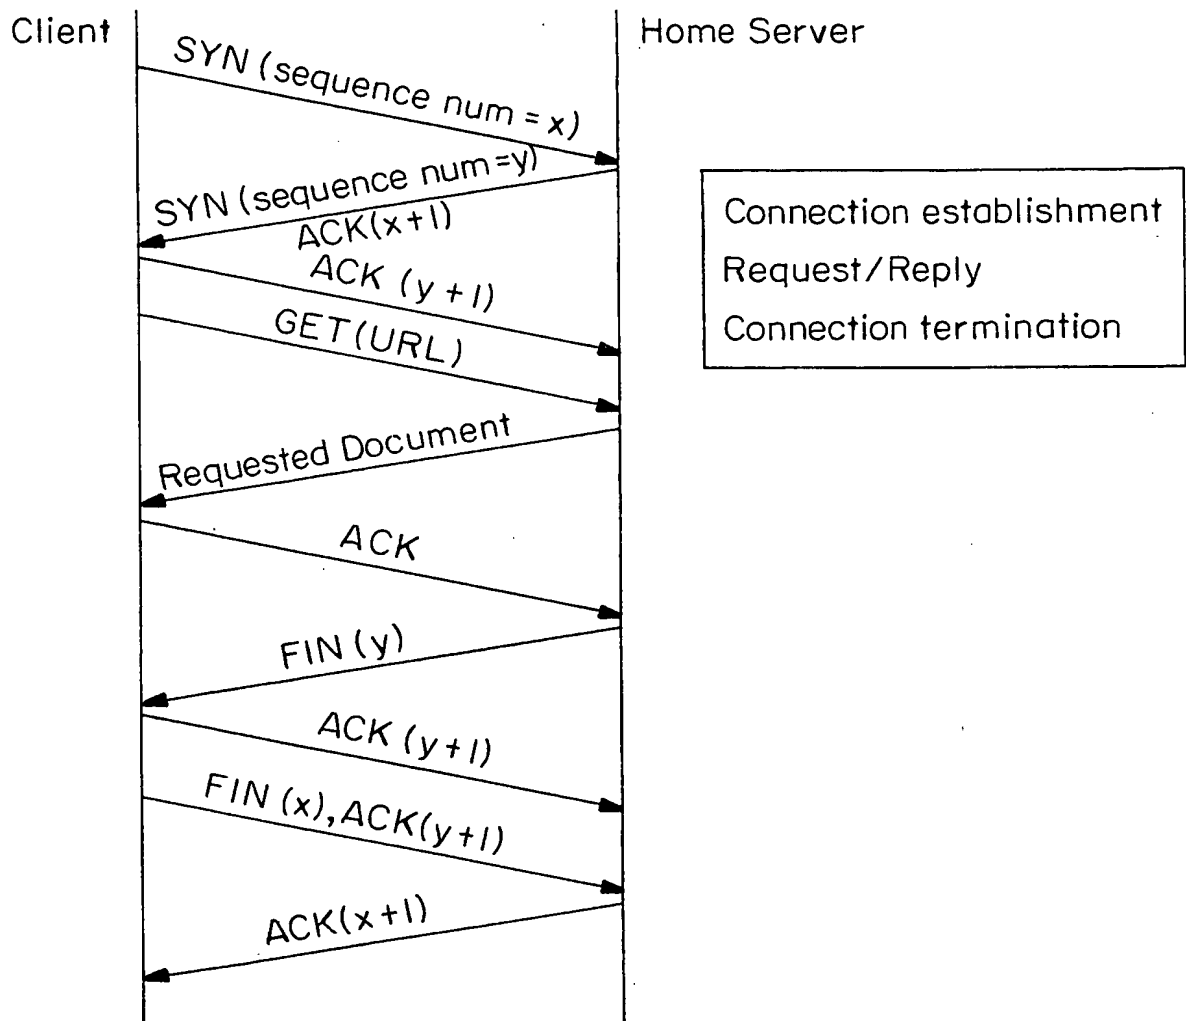 Client
Home Server
SYN (sequence num = x)
SYN (sequence num = y)
ACK(x+1)
ACK (y+1)
GET (URL)
Requested Document
ACK
FIN (y)
ACK (y+1)
FIN (x), ACK(y+1)
ACK(x+1)
Connection establishment
Request/Reply
Connection termination